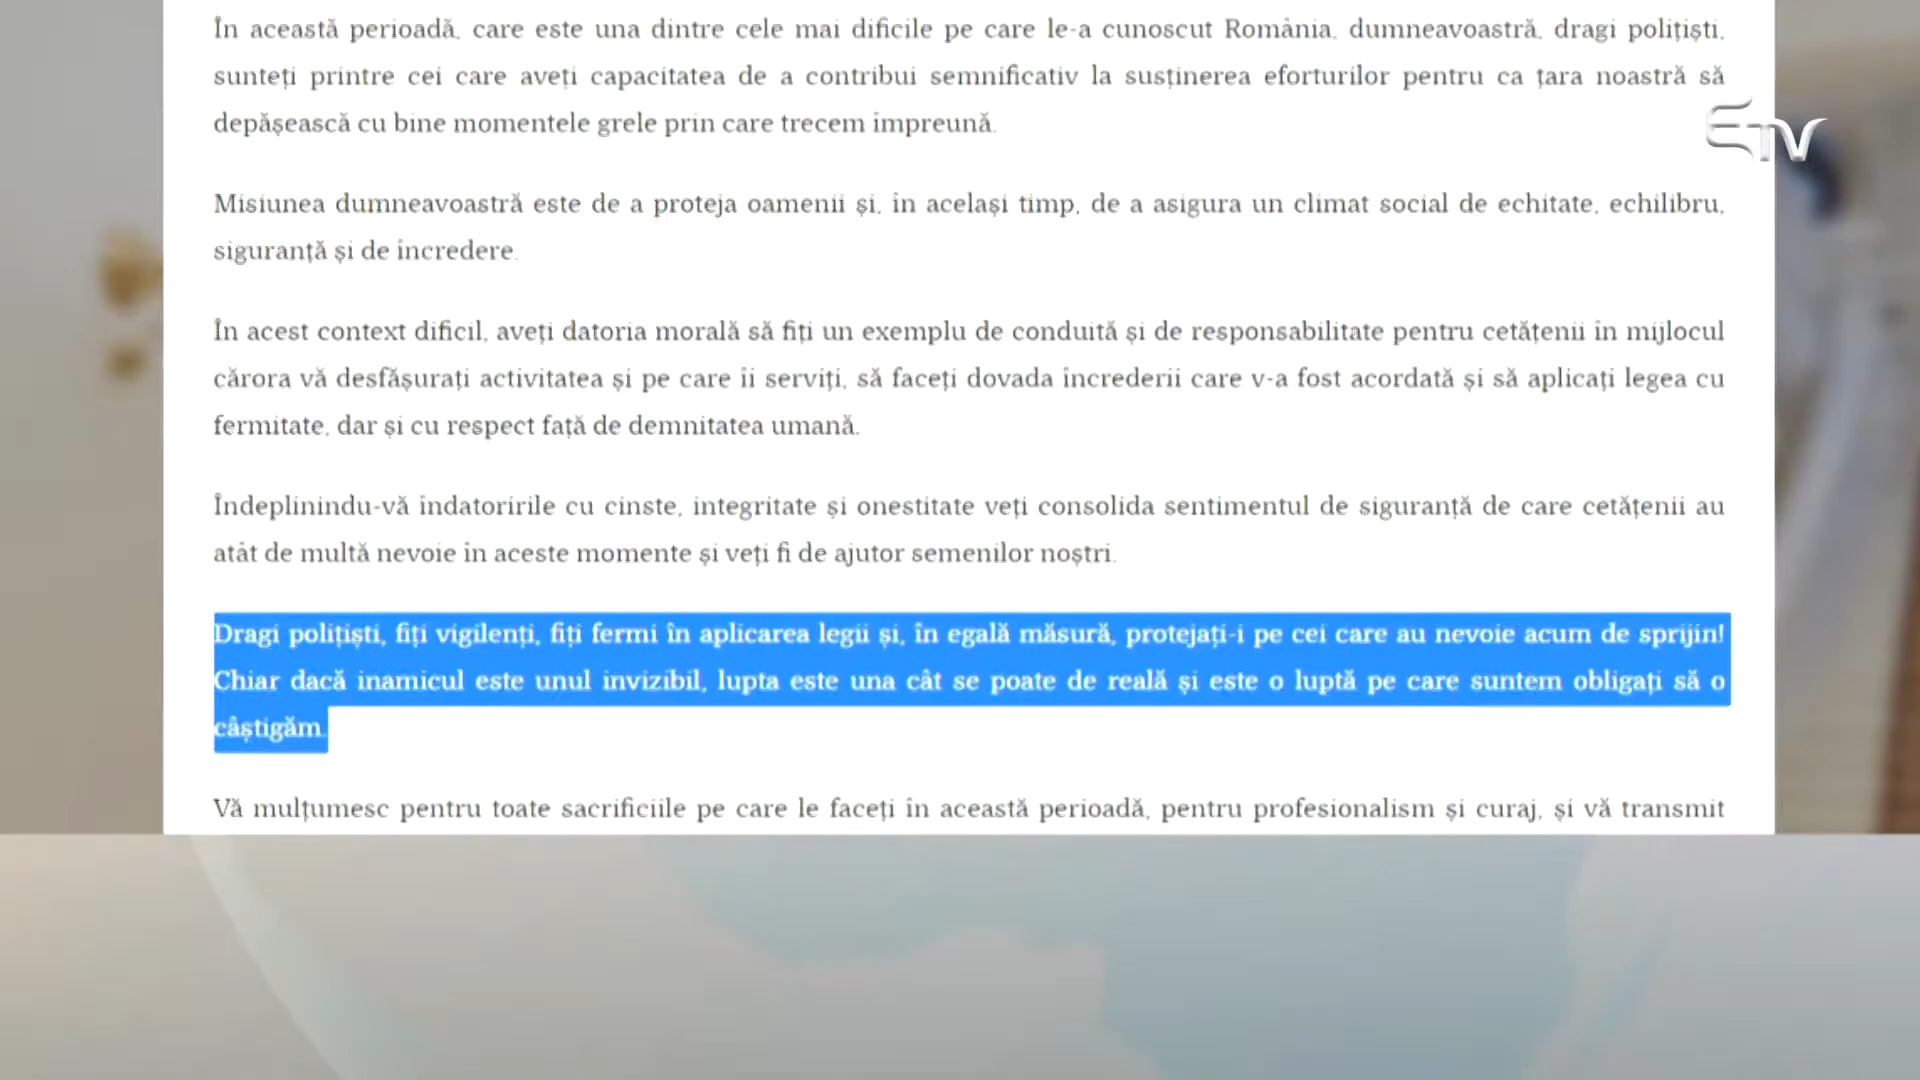 În această perioadă, care este una dintre cele mai dificile pe care le-a cunoscut România, dumneavoastră, dragi polițiști,
sunteți printre cei care aveți capacitatea de a contribui semnificativ la susținerea eforturilor pentru ca țara noastră să
depășească cu bine momentele grele prin care trecem împreună.
Misiunea dumneavoastră este de a proteja oamenii și, în același timp, de a asigura un climat social de echitate, echilibru,
siguranță și de încredere.
În acest context dificil, aveți datoria morală să fiți un exemplu de conduită și de responsabilitate pentru cetățenii în mijlocul
cărora vă desfășurați activitatea și pe care îi serviți, să faceți dovada încrederii care v-a fost acordată și să aplicați legea cu
fermitate, dar și cu respect față de demnitatea umană.
Îndeplinindu-vă îndatoririle cu cinste, integritate și onestitate veți consolida sentimentul de siguranță de care cetățenii au
atât de multă nevoie în aceste momente și veți fi de ajutor semenilor noștri.
Dragi polițiști, fiți vigilenți, fiți fermi în aplicarea legii și, în egală măsură, protejați-i pe cei care au nevoie acum de sprijin!
Chiar dacă inamicul este unul invizibil, lupta este una cât se poate de reală și este o luptă pe care suntem obligați să o
câștigăm.
Vă mulțumesc pentru toate sacrificiile pe care le faceți în această perioadă, pentru profesionalism și curaj, și vă transmit
ETV